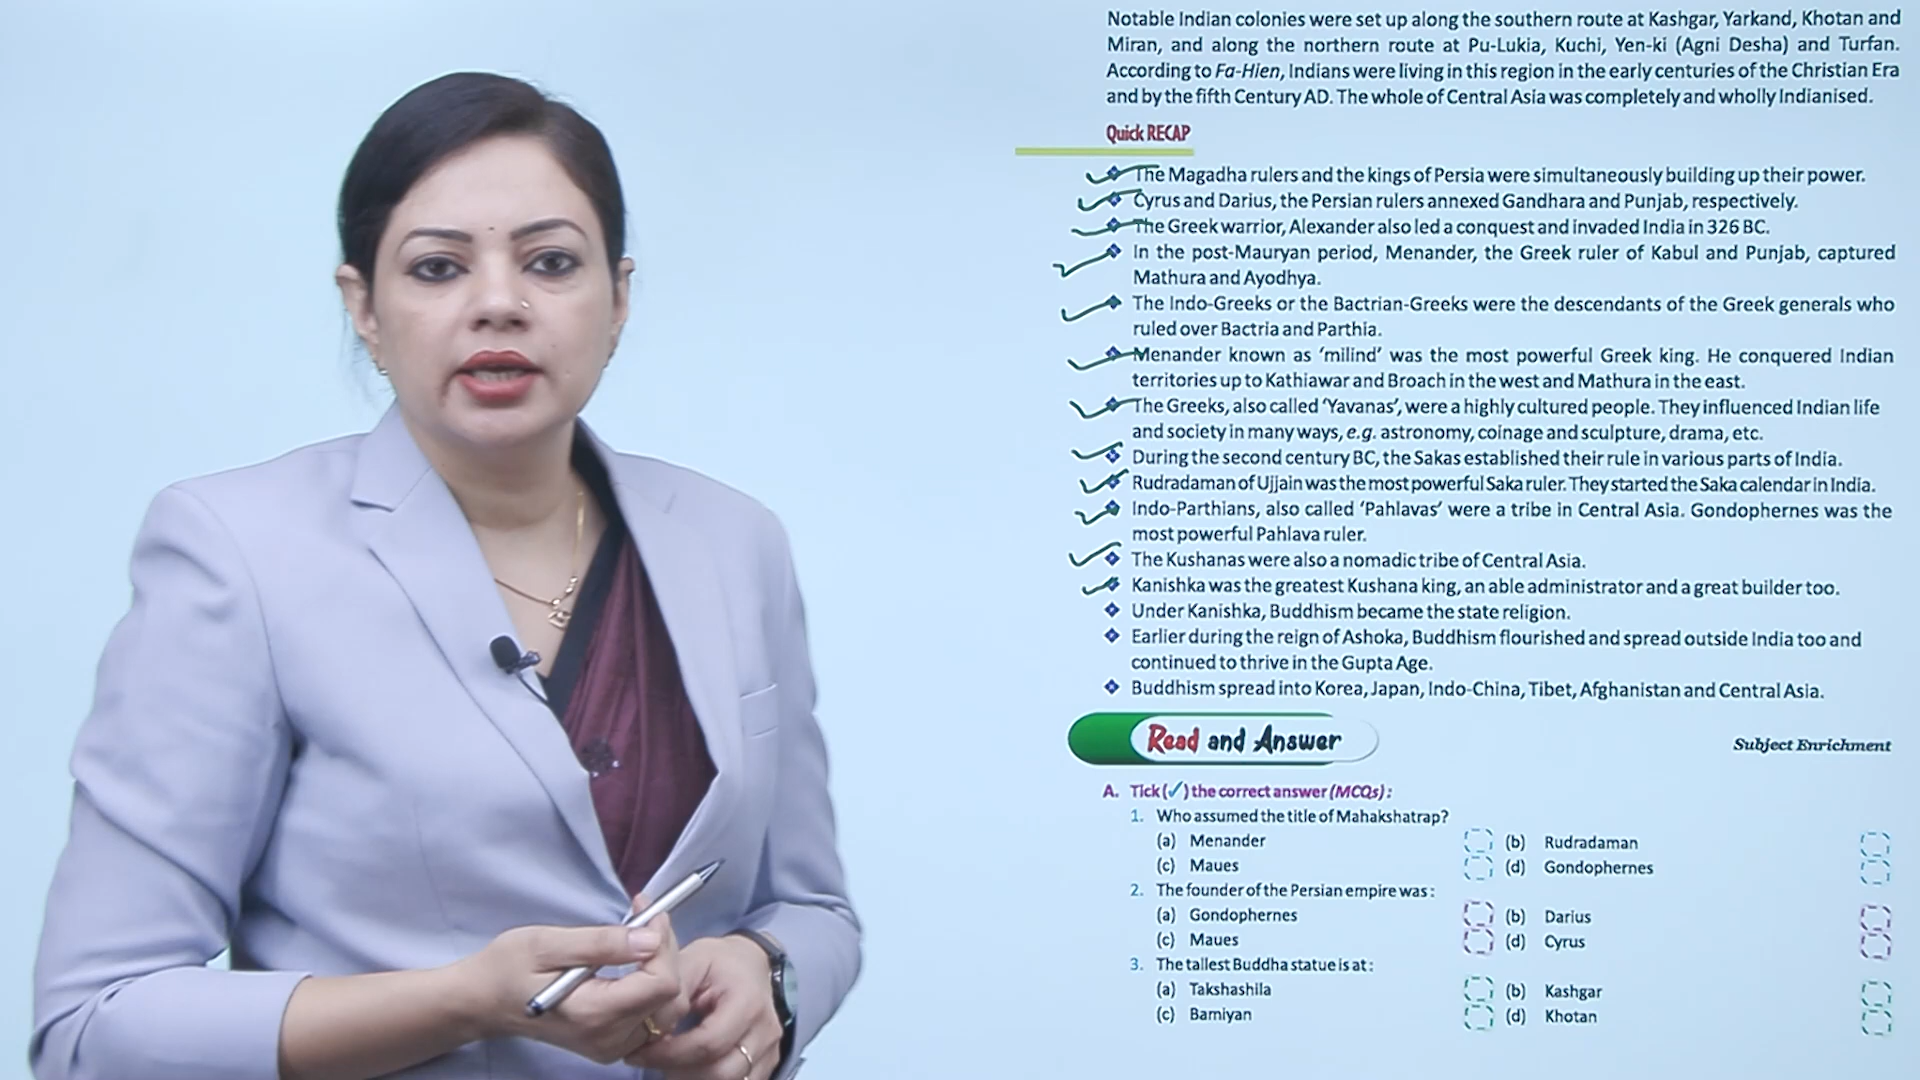 Notable Indian colonies were set up along the southern route at Kashgar, Yarkand, Khotan and
Miran, and along the northern route at Pu-Lukia, Kuchi, Yen-ki (Agni Desha) and Turfan.
According to Fa-Hien, Indians were living in this region in the early centuries of the Christian Era
and by the fifth Century AD. The whole of Central Asia was completely and wholly Indianised.
Quick RECAP
The Magadha rulers and the kings of Persia were simultaneously building up their power.
Cyrus and Darius, the Persian rulers annexed Gandhara and Punjab, respectively.
The Greek warrior, Alexander also led a conquest and invaded India in 326 BC.
In the post-Mauryan period, Menander, the Greek ruler of Kabul and Punjab, captured
Mathura and Ayodhya.
The Indo-Greeks or the Bactrian-Greeks were the descendants of the Greek generals who
ruled over Bactria and Parthia.
Menander known as 'milind' was the most powerful Greek king. He conquered Indian
territories up to Kathiawar and Broach in the west and Mathura in the east.
The Greeks, also called 'Yavanas', were a highly cultured people. They influenced Indian life
and society in many ways, e.g. astronomy, coinage and sculpture, drama, etc.
During the second century BC, the Sakas established their rule in various parts of India.
Rudradaman of Ujjain was the most powerful Saka ruler. They started the Saka calendar in India.
Indo-Parthians, also called 'Pahlavas' were a tribe in Central Asia. Gondophernes was the
most powerful Pahlava ruler.
The Kushanas were also a nomadic tribe of Central Asia.
Kanishka was the greatest Kushana king, an able administrator and a great builder too.
Under Kanishka, Buddhism became the state religion.
Earlier during the reign of Ashoka, Buddhism flourished and spread outside India too and
continued to thrive in the Gupta Age.
Buddhism spread into Korea, Japan, Indo-China, Tibet, Afghanistan and Central Asia.
Read and Answer
Subject Enrichment
A. Tick (✓) the correct answer (MCQs):
1. Who assumed the title of Mahakshatrap?
(a) Menander (b) Rudradaman
(c) Maues (d) Gondophernes
2. The founder of the Persian empire was:
(a) Gondophernes (b) Darius
(c) Maues (d) Cyrus
3. The tallest Buddha statue is at:
(a) Takshashila (b) Kashgar
(c) Bamiyan (d) Khotan